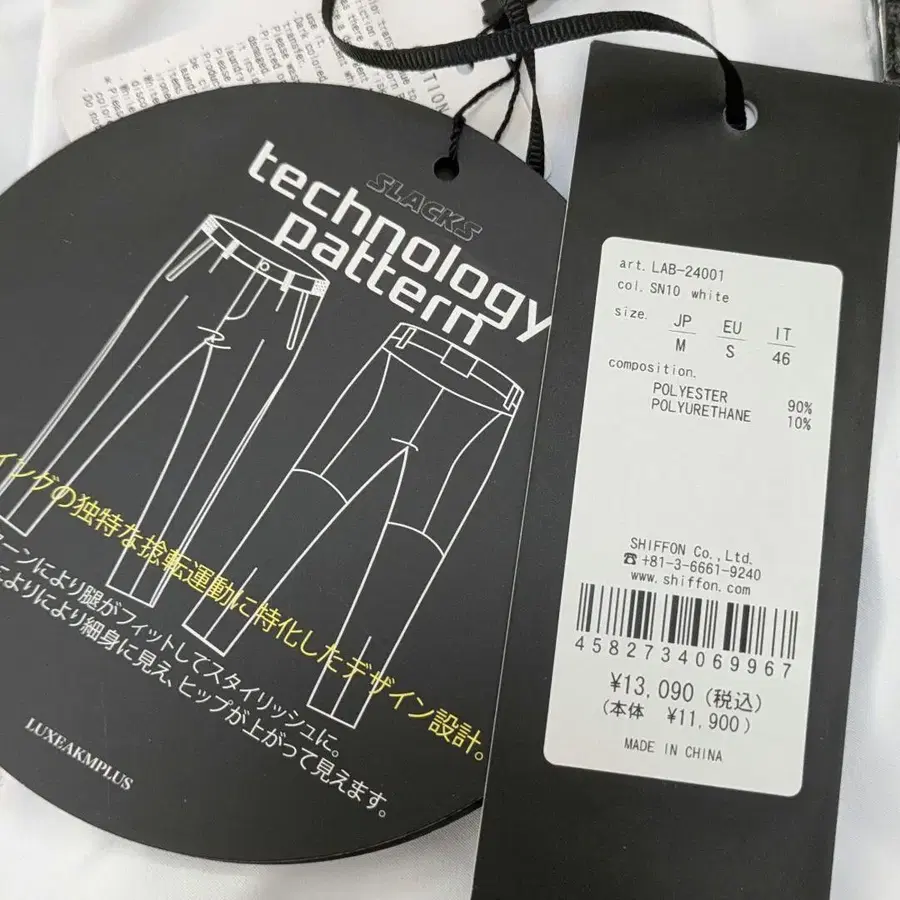 SLACKS
technology
pattern
イングの独特な捻転運動に特化したデザイン設計。
ターンにより腿がフィットしてスタイリッシュに。
によりにより細身に見え、ヒップが上がって見えます。
LUXEAKMPLUS
art. LAB-24001
col. SN10 white
size. JP EU IT
M S 46
composition.
POLYESTER 90%
POLYURETHANE 10%
SHIFFON Co., Ltd.
☎ +81-3-6661-9240
www.shiffon.com
4582734069967
¥13,090 (税込)
(本体 ¥11,900)
MADE IN CHINA